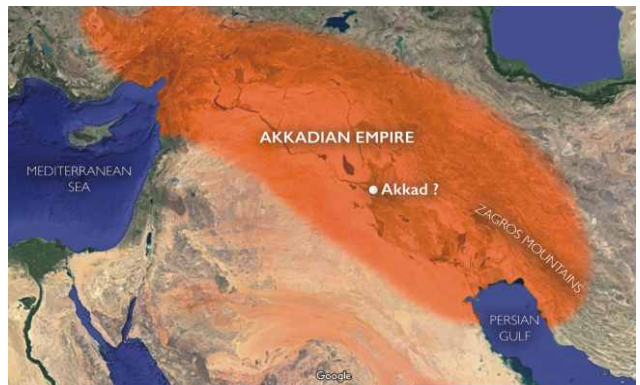 AKKADIAN EMPIRE
MEDITERRANEAN
SEA
Akkad ?
ZAGROS MOUNTAINS
PERSIAN
GULF
Google